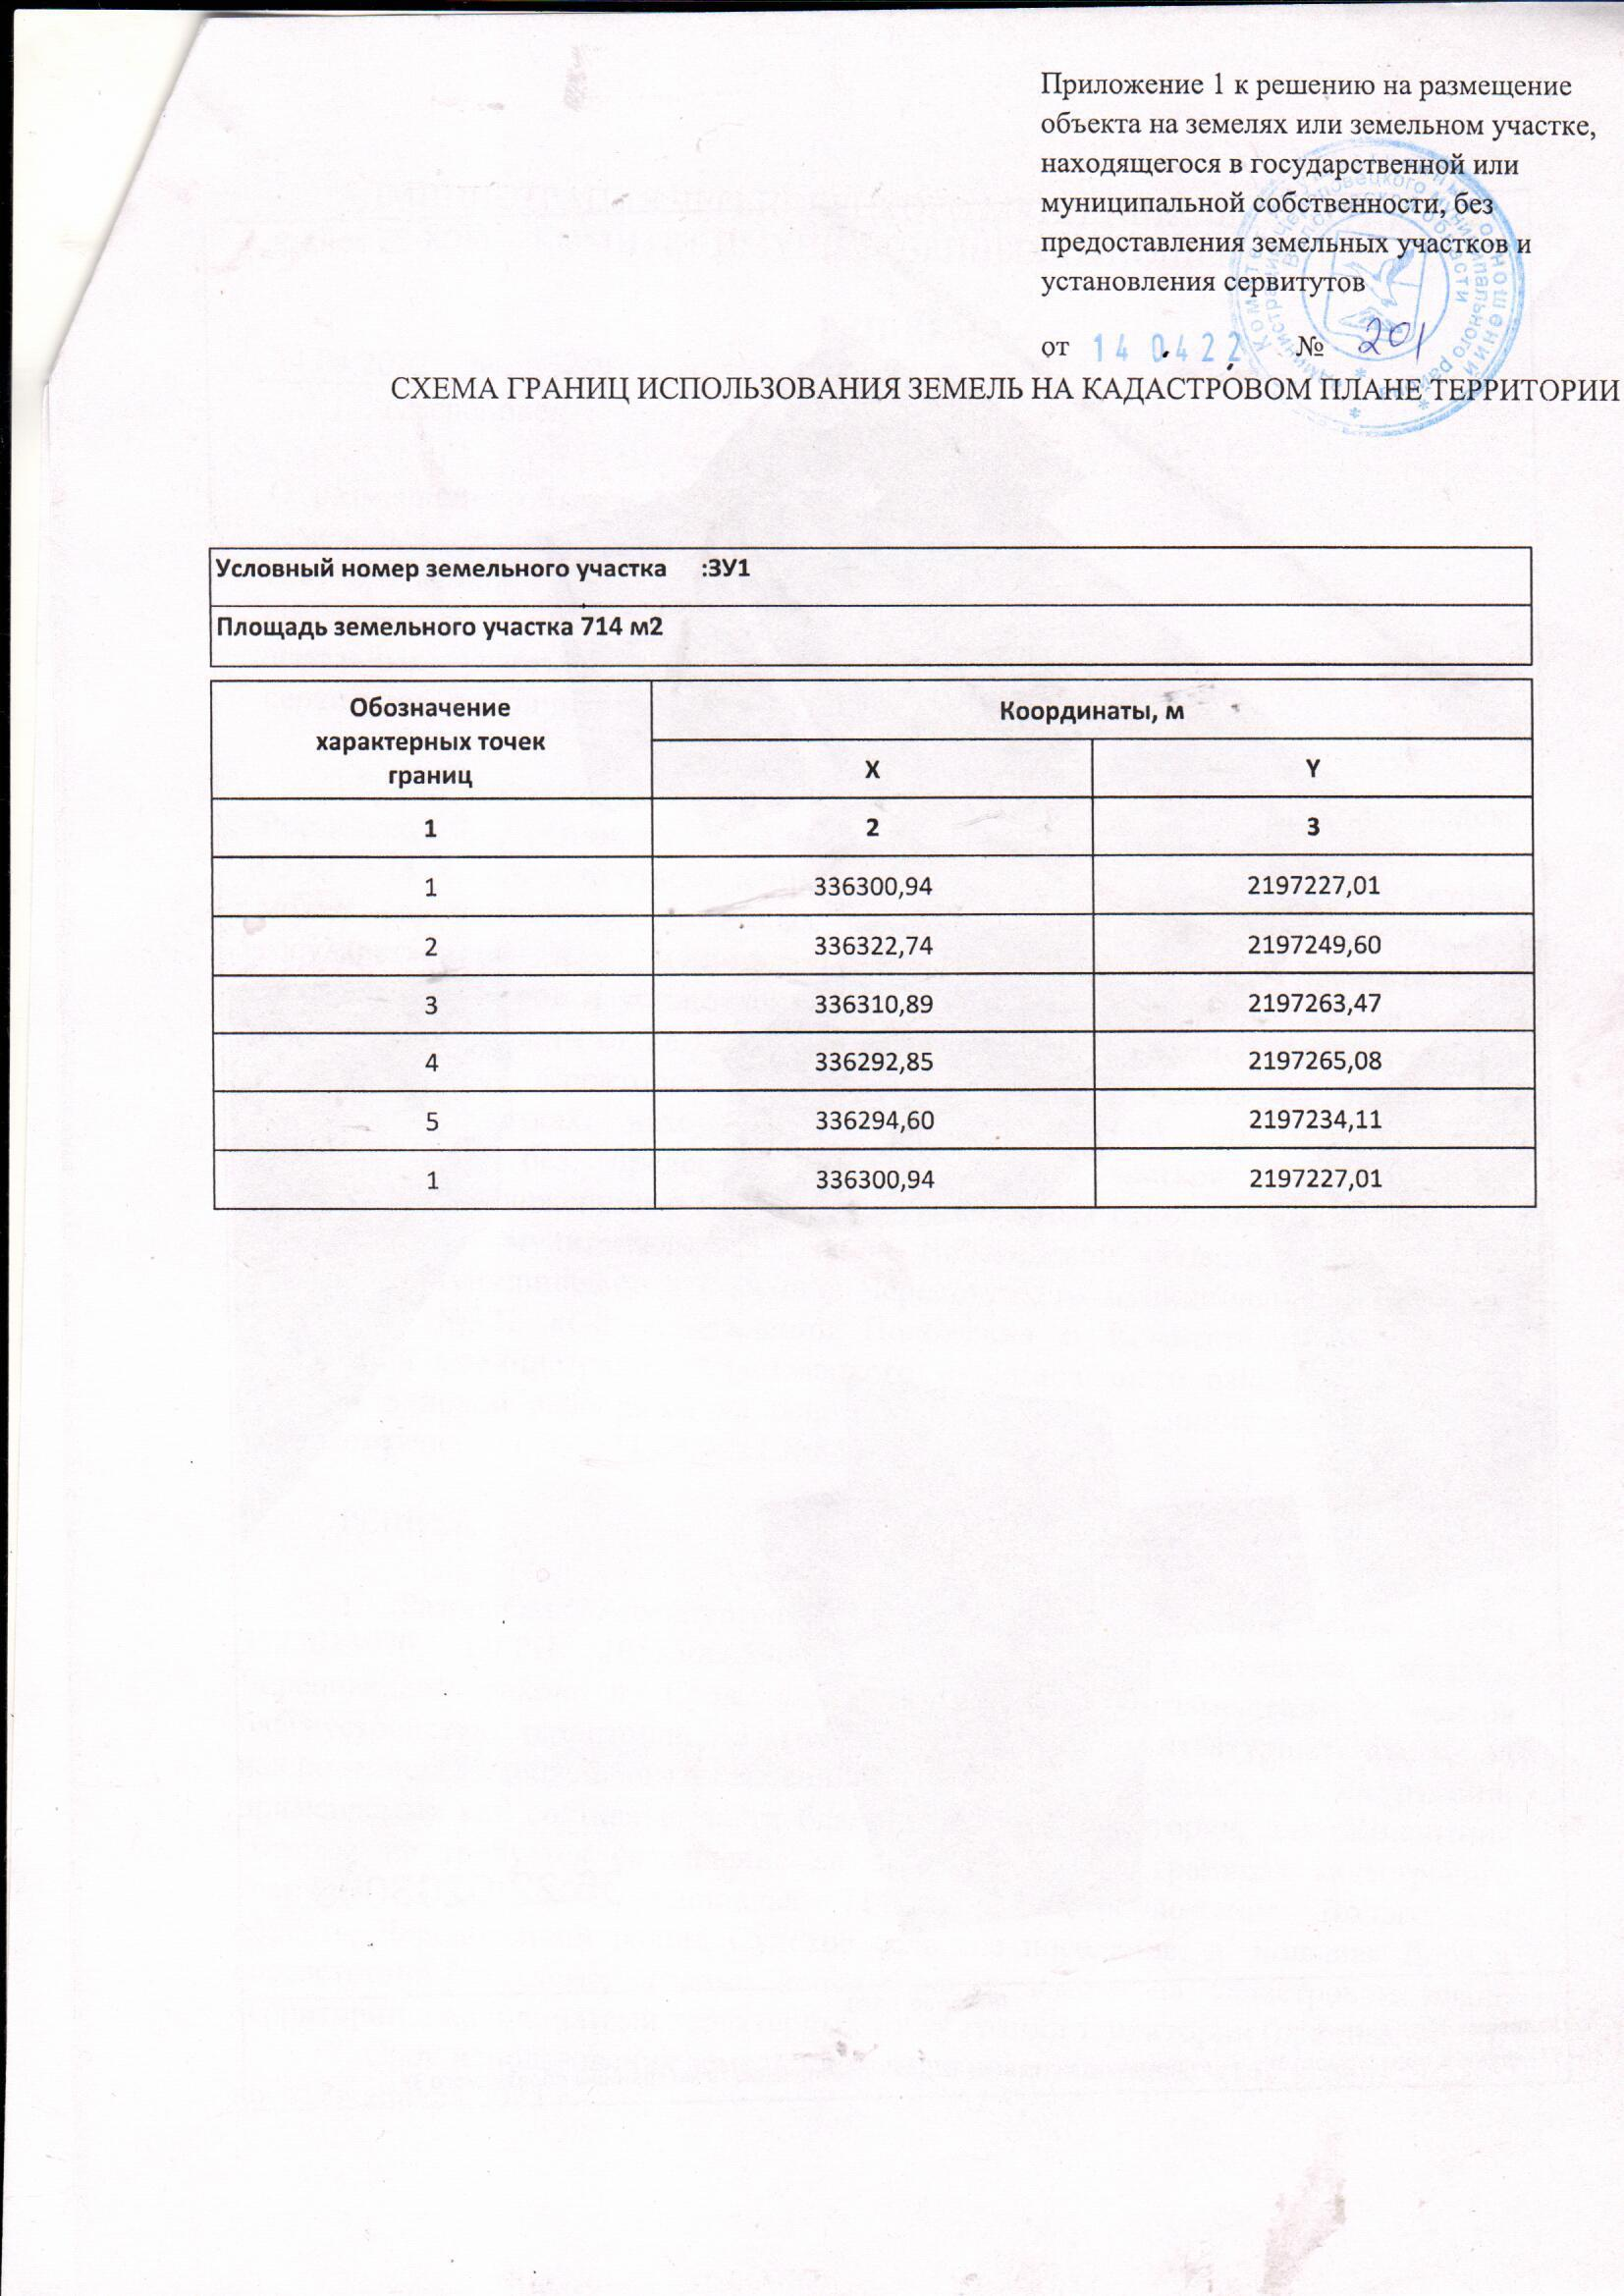 Приложение 1 к решению на размещение
объекта на землях или земельном участке,
находящегося в государственной или
муниципальной собственности, без
предоставления земельных участков и
установления сервитутов
от 14 04 22 № 201
СХЕМА ГРАНИЦ ИСПОЛЬЗОВАНИЯ ЗЕМЕЛЬ НА КАДАСТРОВОМ ПЛАНЕ ТЕРРИТОРИИ
Условный номер земельного участка :ЗУ1
Площадь земельного участка 714 м2
Обозначение
характерных точек
границ
Координаты, м
X Y
1 2 3
1 336300,94 2197227,01
2 336322,74 2197249,60
3 336310,89 2197263,47
4 336292,85 2197265,08
5 336294,60 2197234,11
1 336300,94 2197227,01